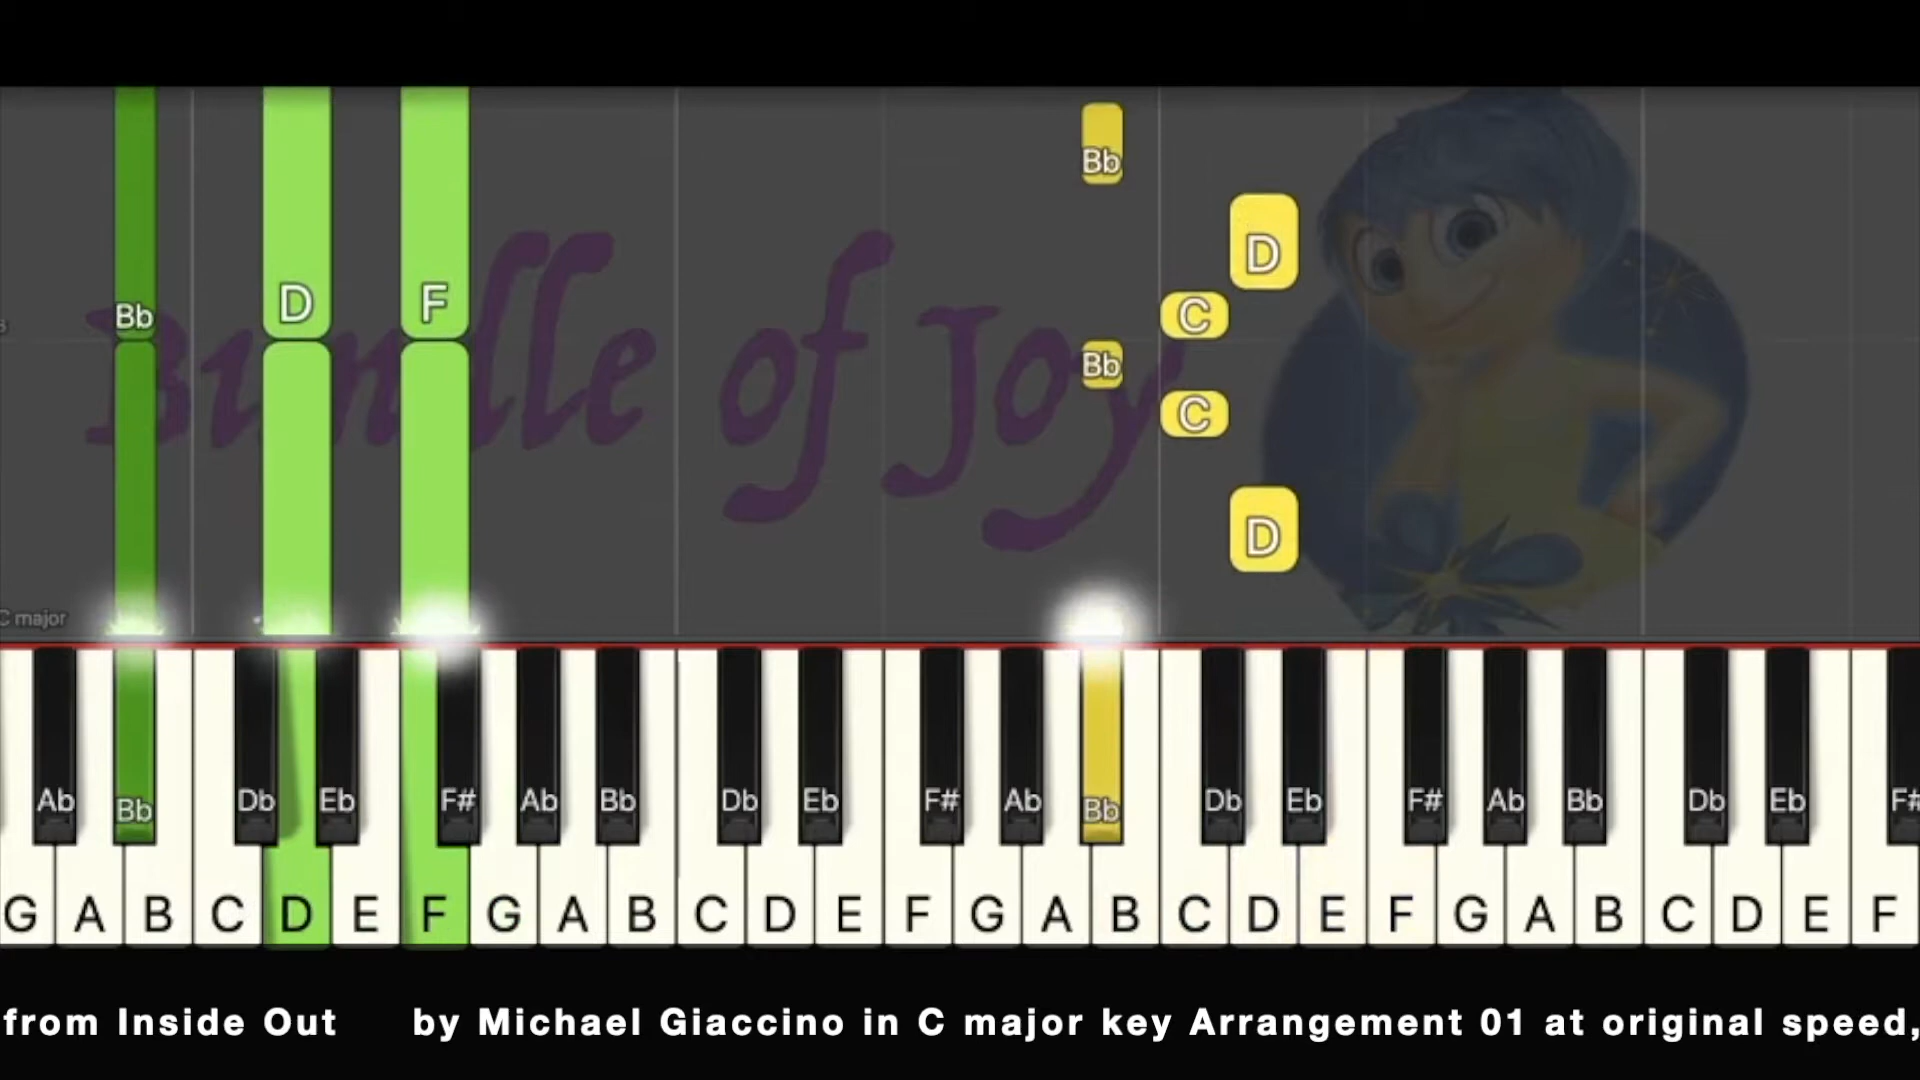 Bb
D
Bb D F C
Bundle of Joy
Bb
C
D
C major
Ab Bb Db Eb F# Ab Bb Db Eb F# Ab Bb Db Eb F# Ab Bb Db Eb F#
G A B C D E F G A B C D E F G A B C D E F G A B C D E F
from Inside Out by Michael Giaccino in C major key Arrangement 01 at original speed,